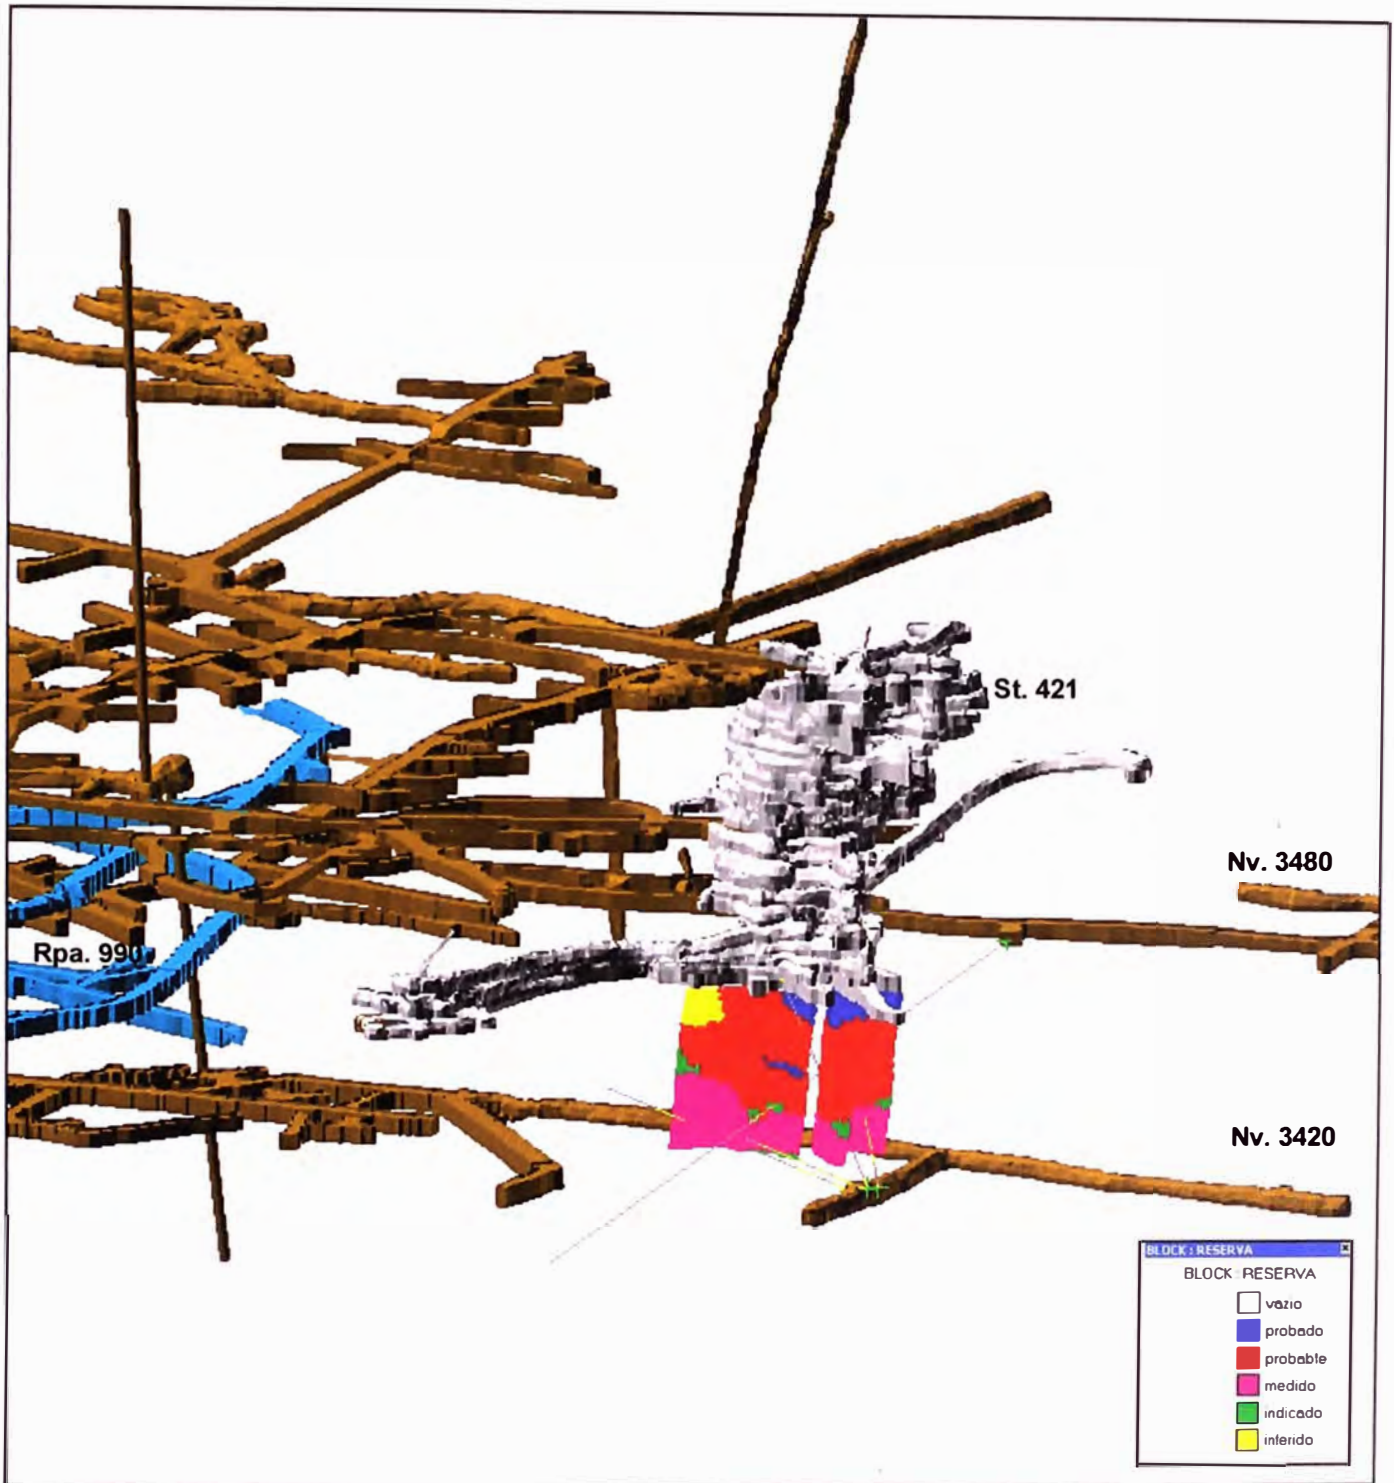 St. 421
Nv. 3480
Rpa. 990
Nv. 3420
BLOCK : RESERVA
BLOCK : RESERVA
vazio
probado
probable
medido
indicado
inferido